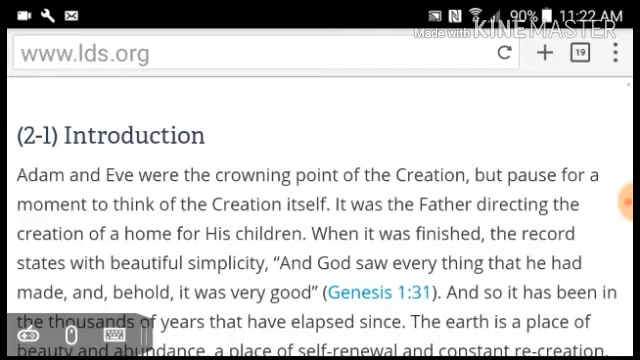 90% 11:22 AM
Made with KINEMASTER
www.lds.org
19
(2-1) Introduction
Adam and Eve were the crowning point of the Creation, but pause for a
moment to think of the Creation itself. It was the Father directing the
creation of a home for His children. When it was finished, the record
states with beautiful simplicity, “And God saw every thing that he had
made, and, behold, it was very good” (Genesis 1:31). And so it has been in
the thousands of years that have elapsed since. The earth is a place of
beauty and abundance, a place of self-renewal and constant re-creation.